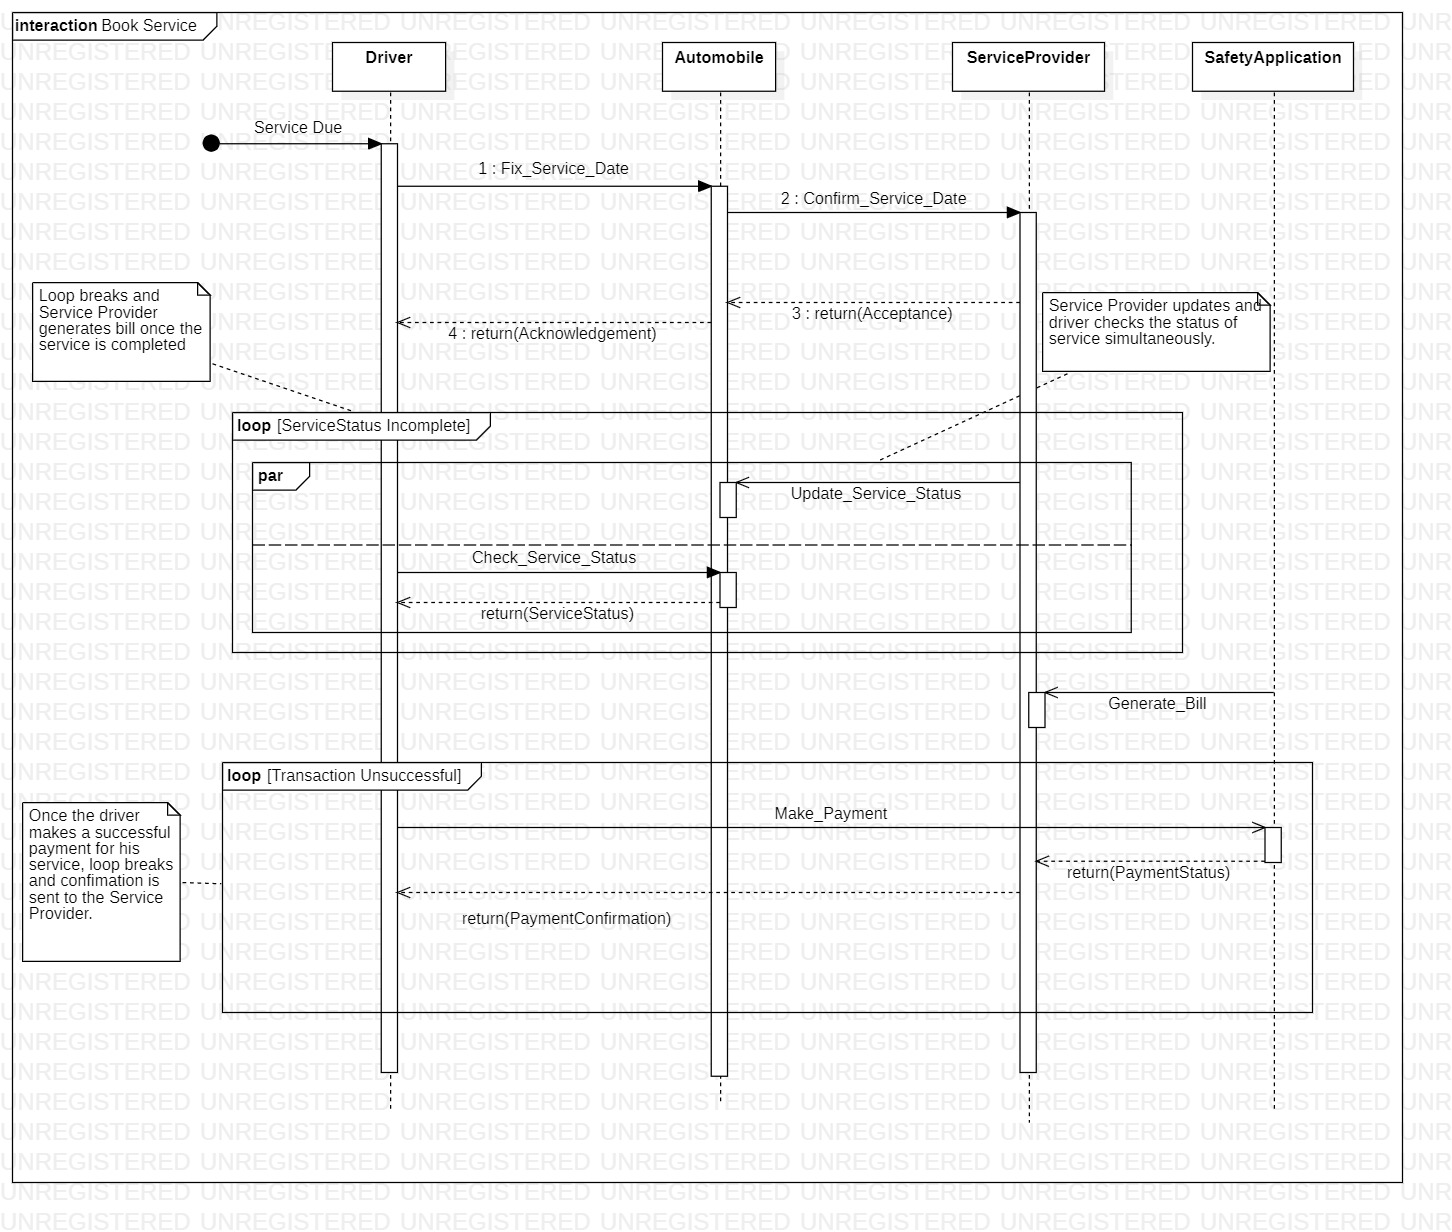 interaction Book Service
Driver
Automobile
ServiceProvider
SafetyApplication
Service Due
1 : Fix_Service_Date
2 : Confirm_Service_Date
Loop breaks and
Service Provider
generates bill once the
service is completed
Service Provider updates and
driver checks the status of
service simultaneously.
3 : return(Acceptance)
4 : return(Acknowledgement)
loop [ServiceStatus Incomplete]
par
Update_Service_Status
Check_Service_Status
return(ServiceStatus)
Generate_Bill
loop [Transaction Unsuccessful]
Once the driver
makes a successful
payment for his
service, loop breaks
and confimation is
sent to the Service
Provider.
Make_Payment
return(PaymentStatus)
return(PaymentConfirmation)
UNREGISTERED